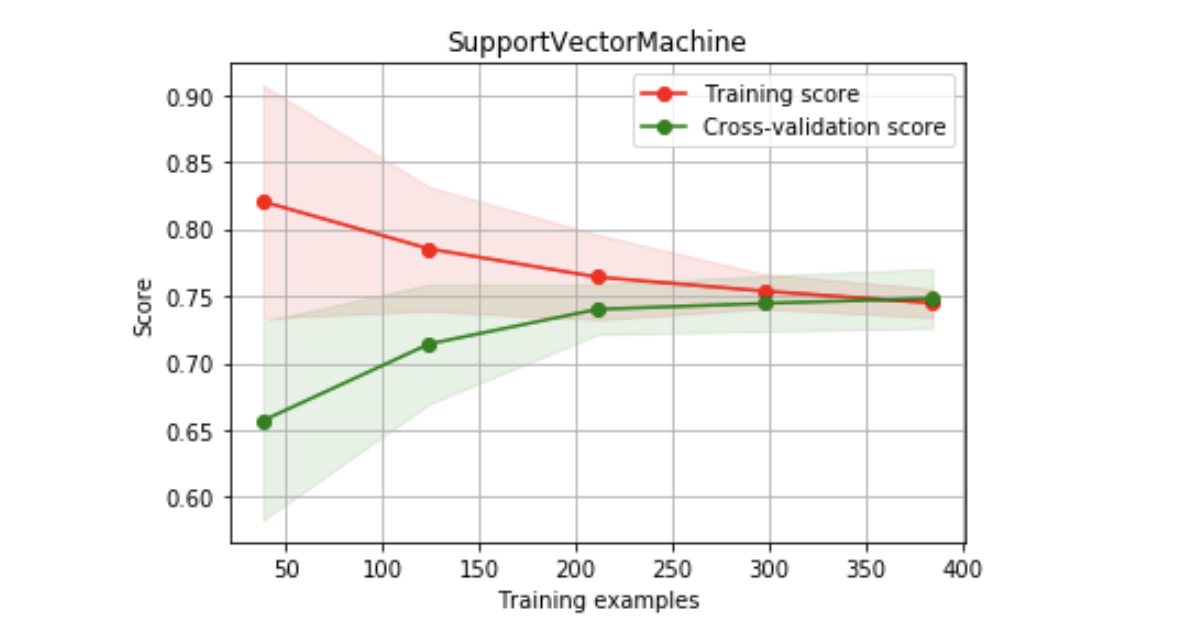 SupportVectorMachine
Training score
Cross-validation score
0.90
0.85
0.80
0.75
0.70
0.65
0.60
Score
50 100 150 200 250 300 350 400
Training examples